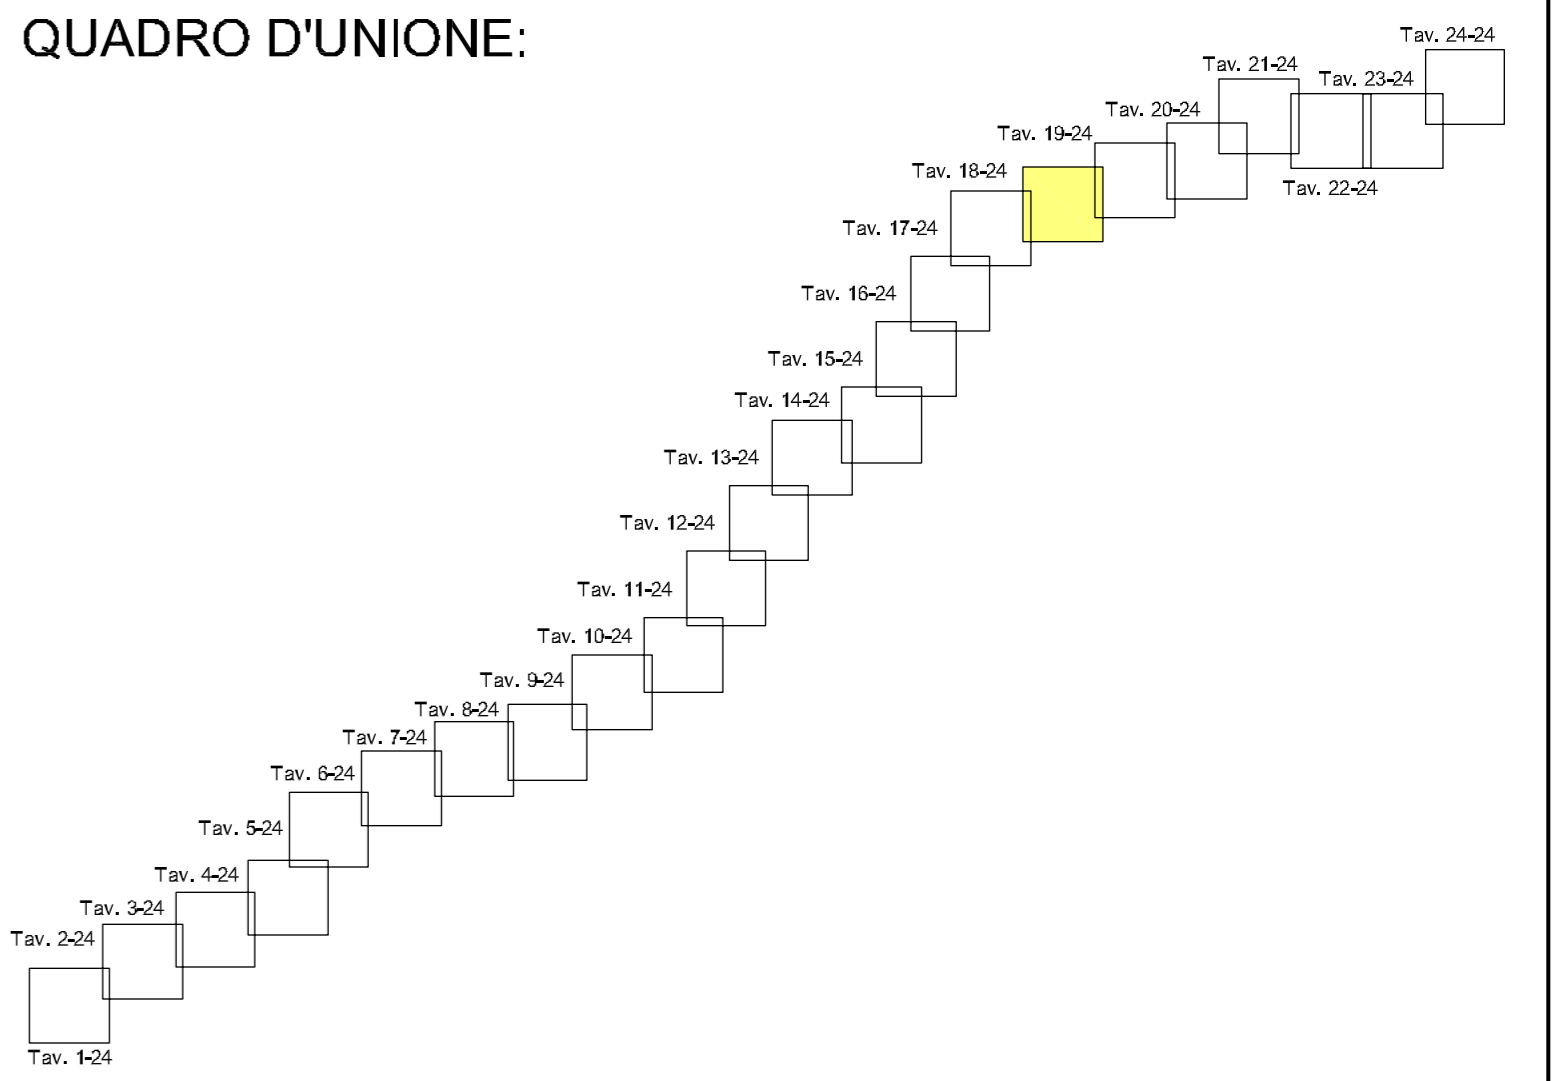 QUADRO D'UNIONE:
Tav. 24-24
Tav. 21-24
Tav. 23-24
Tav. 20-24
Tav. 19-24
Tav. 18-24
Tav. 22-24
Tav. 17-24
Tav. 16-24
Tav. 15-24
Tav. 14-24
Tav. 13-24
Tav. 12-24
Tav. 11-24
Tav. 10-24
Tav. 9-24
Tav. 8-24
Tav. 7-24
Tav. 6-24
Tav. 5-24
Tav. 4-24
Tav. 3-24
Tav. 2-24
Tav. 1-24